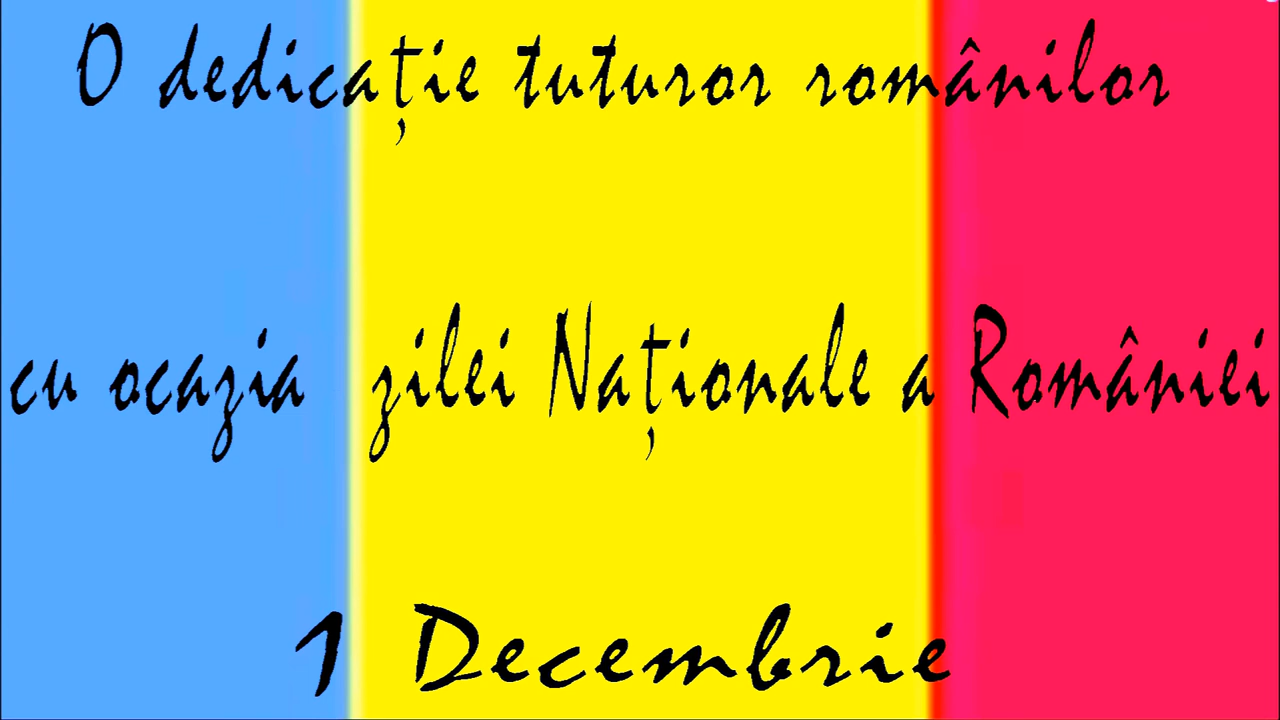 O dedicație tuturor românilor
cu ocazia zilei Naționale a României
1 Decembrie